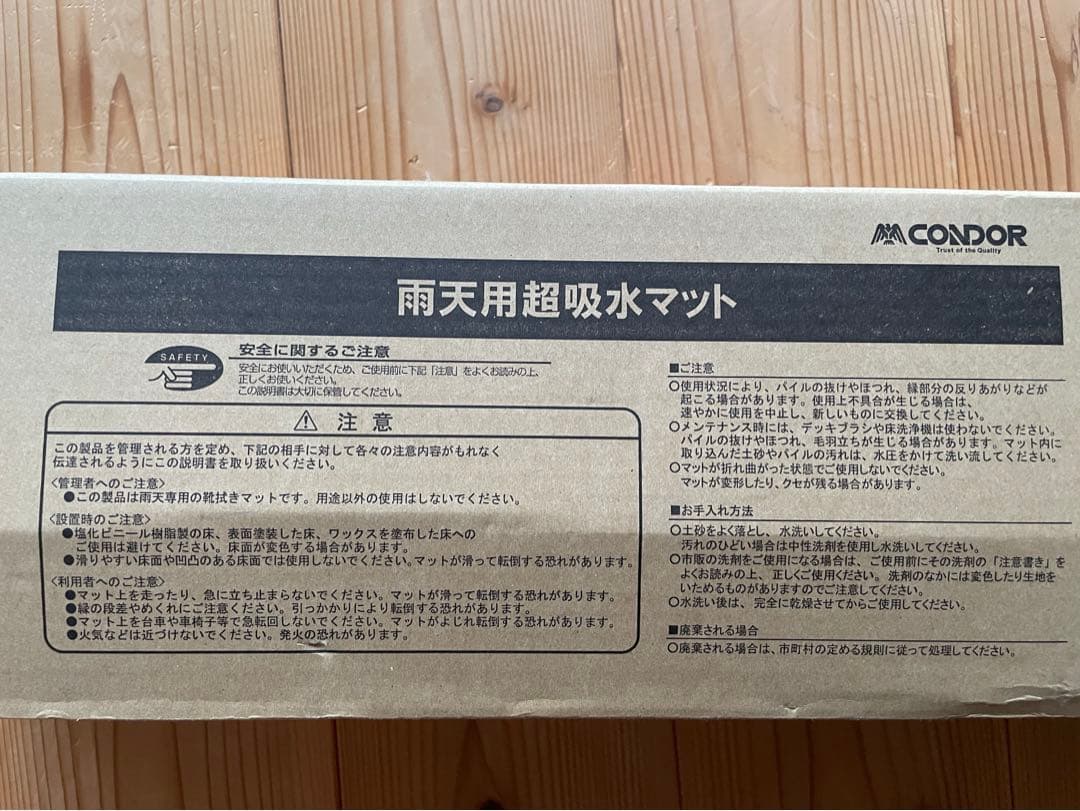 CONDOR
Trust of the Quality
雨天用超吸水マット
SAFETY
安全に関するご注意
安全にお使いいただくため、ご使用前に下記「注意」をよくお読みの上、
正しくお使いください。
この説明書は大切に保管してください。
⚠ 注意
この製品を管理される方を定め、下記の相手に対して各々の注意内容がもれなく
伝達されるようにこの説明書を取り扱いください。
〈管理者へのご注意〉
●この製品は雨天専用の靴拭きマットです。用途以外の使用はしないでください。
〈設置時のご注意〉
●塩化ビニール樹脂製の床、表面塗装した床、ワックスを塗布した床への
ご使用は避けてください。床面が変色する場合があります。
●滑りやすい床面や凹凸のある床面では使用しないでください。マットが滑って転倒する恐れがあります。
〈利用者へのご注意〉
●マット上を走ったり、急に立ち止まらないでください。マットが滑って転倒する恐れがあります。
●縁の段差やめくれにご注意ください。引っかかりにより転倒する恐れがあります。
●マット上を台車や車椅子等で急転回しないでください。マットがよじれ転倒する恐れがあります。
●火気などは近づけないでください。発火の恐れがあります。
■ご注意
○使用状況により、パイルの抜けやほつれ、縁部分の反りあがりなどが
起こる場合があります。使用上不具合が生じる場合は、
速やかに使用を中止し、新しいものに交換してください。
○メンテナンス時には、デッキブラシや床洗浄機は使わないでください。
パイルの抜けやほつれ、毛羽立ちが生じる場合があります。マット内に
取り込んだ土砂やパイルの汚れは、水圧をかけて洗い流してください。
○マットが折れ曲がった状態でご使用しないでください。
マットが変形したり、クセが残る場合があります。
■お手入れ方法
○土砂をよく落とし、水洗いしてください。
汚れのひどい場合は中性洗剤を使用し水洗いしてください。
○市販の洗剤をご使用になる場合は、ご使用前にその洗剤の「注意書き」を
よくお読みの上、正しくご使用ください。洗剤のなかには変色したり生地を
いためるものがありますのでご注意してください。
○水洗い後は、完全に乾燥させてからご使用してください。
■廃棄される場合
○廃棄される場合は、市町村の定める規則に従って処理してください。